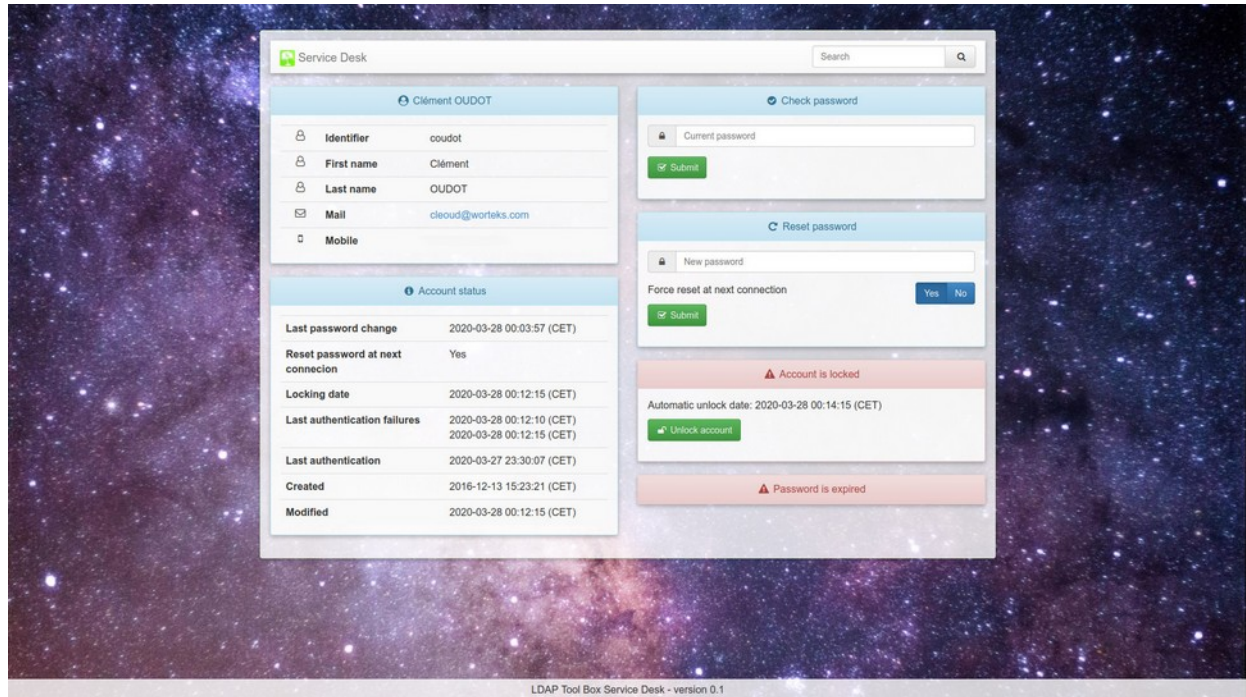 Service Desk
Search
Clément OUDOT
Identifier coudot
First name Clément
Last name OUDOT
Mail cleoud@worteks.com
Mobile
Account status
Last password change 2020-03-28 00:03:57 (CET)
Reset password at next Yes
connecion
Locking date 2020-03-28 00:12:15 (CET)
Last authentication failures 2020-03-28 00:12:10 (CET)
2020-03-28 00:12:15 (CET)
Last authentication 2020-03-27 23:30:07 (CET)
Created 2016-12-13 15:23:21 (CET)
Modified 2020-03-28 00:12:15 (CET)
Check password
Current password
Submit
Reset password
New password
Force reset at next connection Yes No
Submit
Account is locked
Automatic unlock date: 2020-03-28 00:14:15 (CET)
Unlock account
Password is expired
LDAP Tool Box Service Desk - version 0.1